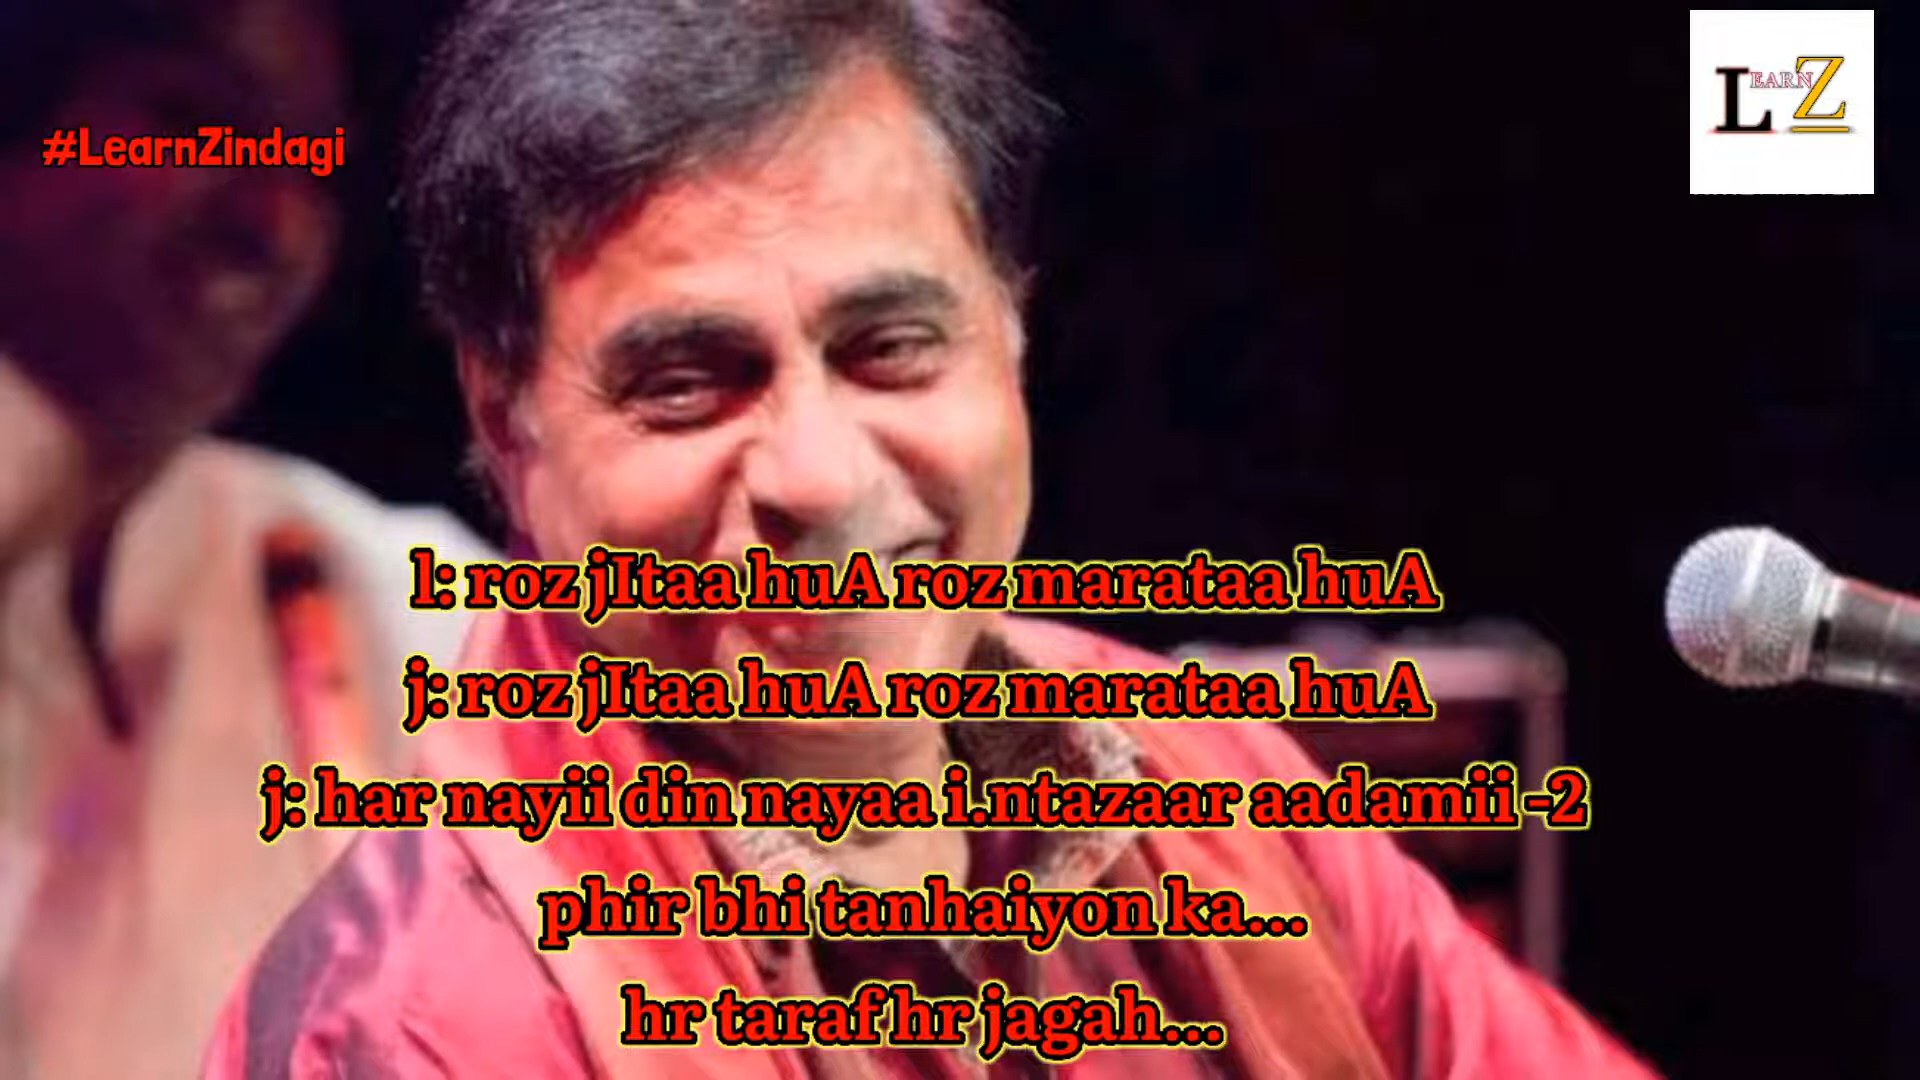 #LearnZindagi
LEARNZ
l: roz jItaa huA roz marataa huA
j: roz jItaa huA roz marataa huA
j: har nayii din nayaa i.ntazaar aadamii -2
phir bhi tanhaiyon ka...
hr taraf hr jagah...